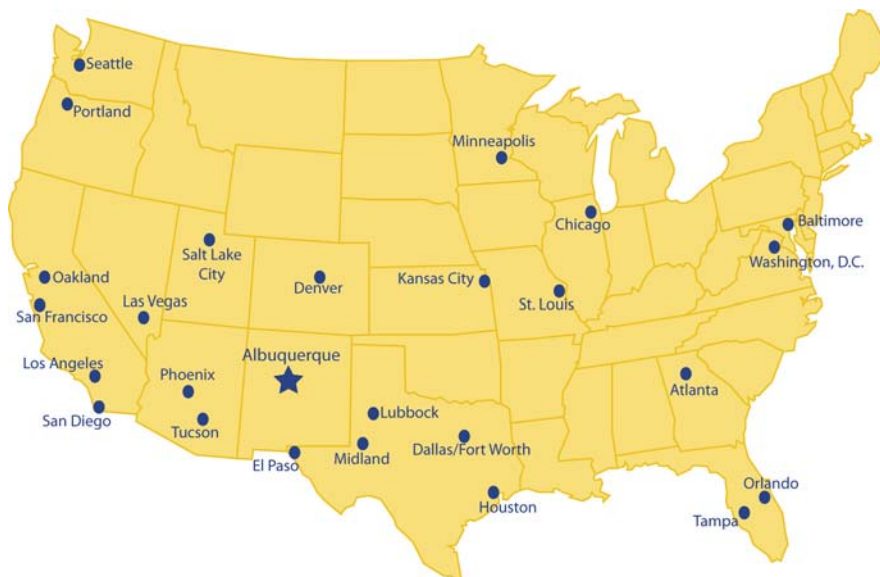 Seattle
Portland
Minneapolis
Chicago
Baltimore
Washington, D.C.
Salt Lake
City
Oakland
Denver
Kansas City
St. Louis
San Francisco
Las Vegas
Albuquerque
Los Angeles
Phoenix
Atlanta
San Diego
Tucson
Lubbock
El Paso
Midland
Dallas/Fort Worth
Houston
Orlando
Tampa